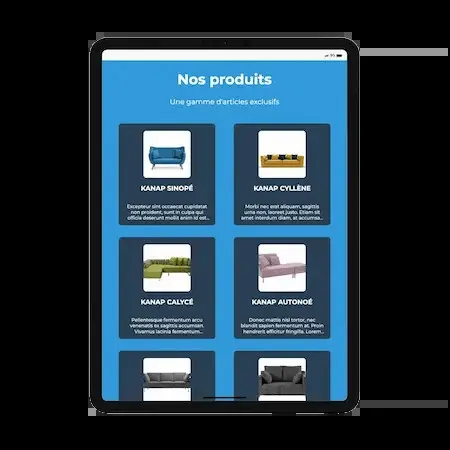 Nos produits
Une gamme d'articles exclusifs
KANAP SINOPÉ
Excepteur sint occaecat cupidatat
non proident, sunt in culpa qui
officia deserunt mollit anim id est...
KANAP CYLLÈNE
Morbi nec erat aliquam, sagittis
urna non, laoreet justo. Etiam sit
amet interdum diam, at accumsa...
KANAP CALYCÉ
Pellentesque fermentum arcu
venenatis ex sagittis accumsan.
Vivamus lacinia fermentum...
KANAP AUTONOÉ
Donec mattis nisl tortor, nec
blandit sapien fermentum at. Proin
hendrerit efficitur fringilla. Lorem...